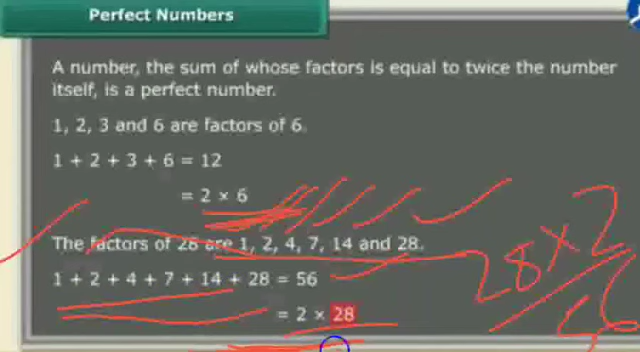 Perfect Numbers
A number, the sum of whose factors is equal to twice the number
itself, is a perfect number.
1, 2, 3 and 6 are factors of 6.
1 + 2 + 3 + 6 = 12
= 2 × 6
The factors of 28 are 1, 2, 4, 7, 14 and 28.
1 + 2 + 4 + 7 + 14 + 28 = 56
= 2 × 28
28×2
56